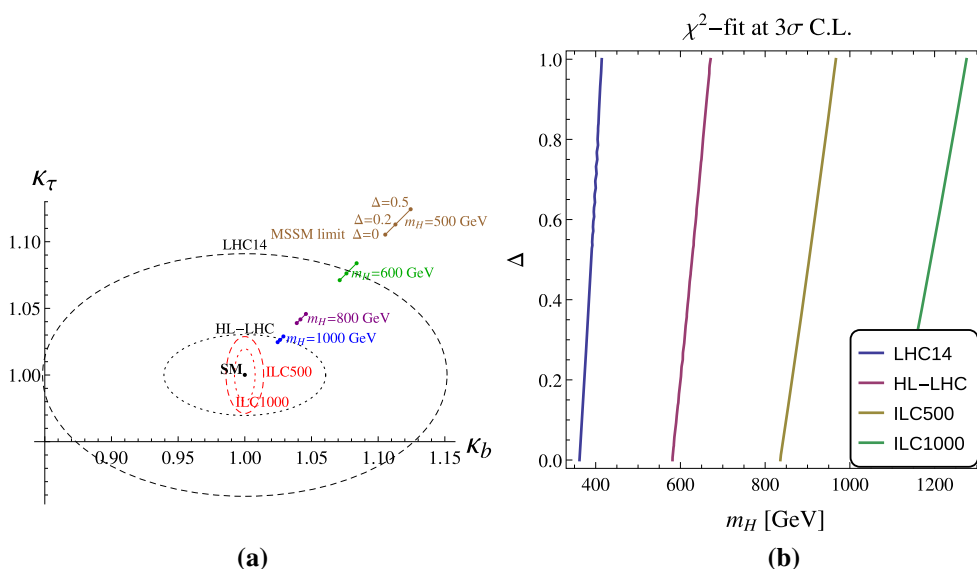 κτ
1.10
1.05
1.00
0.90
0.95
1.00
1.05
1.10
1.15
κb
LHC14
HL−LHC
SM
ILC500
ILC1000
Δ=0.5
Δ=0.2
mH=500 GeV
MSSM limit
Δ=0
mH=600 GeV
mH=800 GeV
mH=1000 GeV
(a)
χ²−fit at 3σ C.L.
1.0
0.8
0.6
0.4
0.2
0.0
Δ
400
600
800
1000
1200
mH [GeV]
LHC14
HL−LHC
ILC500
ILC1000
(b)